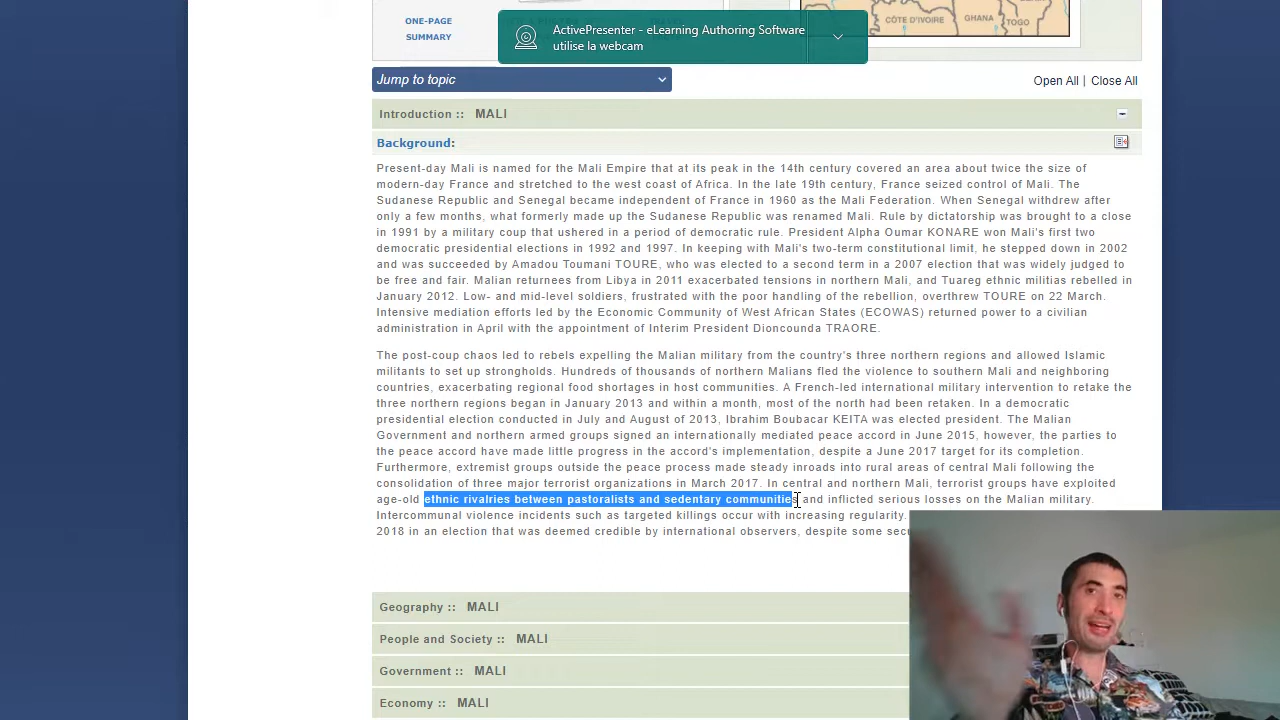 ONE-PAGE
SUMMARY
CÔTE D'IVOIRE
GHANA
TOGO
ActivePresenter - eLearning Authoring Software
utilise la webcam
Jump to topic
Open All | Close All
Introduction :: MALI
Background:
Present-day Mali is named for the Mali Empire that at its peak in the 14th century covered an area about twice the size of
modern-day France and stretched to the west coast of Africa. In the late 19th century, France seized control of Mali. The
Sudanese Republic and Senegal became independent of France in 1960 as the Mali Federation. When Senegal withdrew after
only a few months, what formerly made up the Sudanese Republic was renamed Mali. Rule by dictatorship was brought to a close
in 1991 by a military coup that ushered in a period of democratic rule. President Alpha Oumar KONARE won Mali's first two
democratic presidential elections in 1992 and 1997. In keeping with Mali's two-term constitutional limit, he stepped down in 2002
and was succeeded by Amadou Toumani TOURE, who was elected to a second term in a 2007 election that was widely judged to
be free and fair. Malian returnees from Libya in 2011 exacerbated tensions in northern Mali, and Tuareg ethnic militias rebelled in
January 2012. Low- and mid-level soldiers, frustrated with the poor handling of the rebellion, overthrew TOURE on 22 March.
Intensive mediation efforts led by the Economic Community of West African States (ECOWAS) returned power to a civilian
administration in April with the appointment of Interim President Dioncounda TRAORE.
The post-coup chaos led to rebels expelling the Malian military from the country's three northern regions and allowed Islamic
militants to set up strongholds. Hundreds of thousands of northern Malians fled the violence to southern Mali and neighboring
countries, exacerbating regional food shortages in host communities. A French-led international military intervention to retake the
three northern regions began in January 2013 and within a month, most of the north had been retaken. In a democratic
presidential election conducted in July and August of 2013, Ibrahim Boubacar KEITA was elected president. The Malian
Government and northern armed groups signed an internationally mediated peace accord in June 2015, however, the parties to
the peace accord have made little progress in the accord's implementation, despite a June 2017 target for its completion.
Furthermore, extremist groups outside the peace process made steady inroads into rural areas of central Mali following the
consolidation of three major terrorist organizations in March 2017. In central and northern Mali, terrorist groups have exploited
age-old ethnic rivalries between pastoralists and sedentary communities and inflicted serious losses on the Malian military.
Intercommunal violence incidents such as targeted killings occur with increasing regularity.
2018 in an election that was deemed credible by international observers, despite some
Geography :: MALI
People and Society :: MALI
Government :: MALI
Economy :: MALI